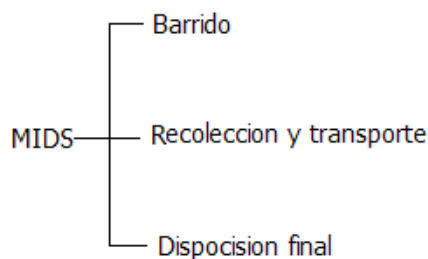 Barrido
MIDS
Recoleccion y transporte
Dispocision final